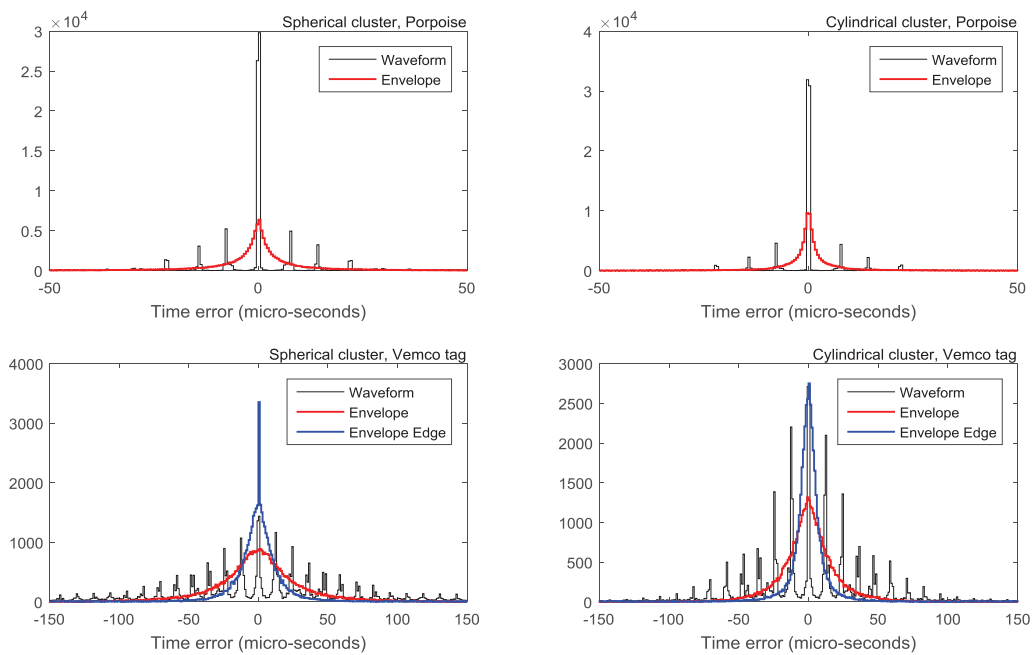 ×10⁴
Spherical cluster, Porpoise
3
2.5
2
1.5
1
0.5
0
-50
0
50
Time error (micro-seconds)
Waveform
Envelope
×10⁴
Cylindrical cluster, Porpoise
4
3
2
1
0
-50
0
50
Time error (micro-seconds)
Waveform
Envelope
Spherical cluster, Vemco tag
4000
3000
2000
1000
0
-150
-100
-50
0
50
100
150
Time error (micro-seconds)
Waveform
Envelope
Envelope Edge
Cylindrical cluster, Vemco tag
3000
2500
2000
1500
1000
500
0
-150
-100
-50
0
50
100
150
Time error (micro-seconds)
Waveform
Envelope
Envelope Edge